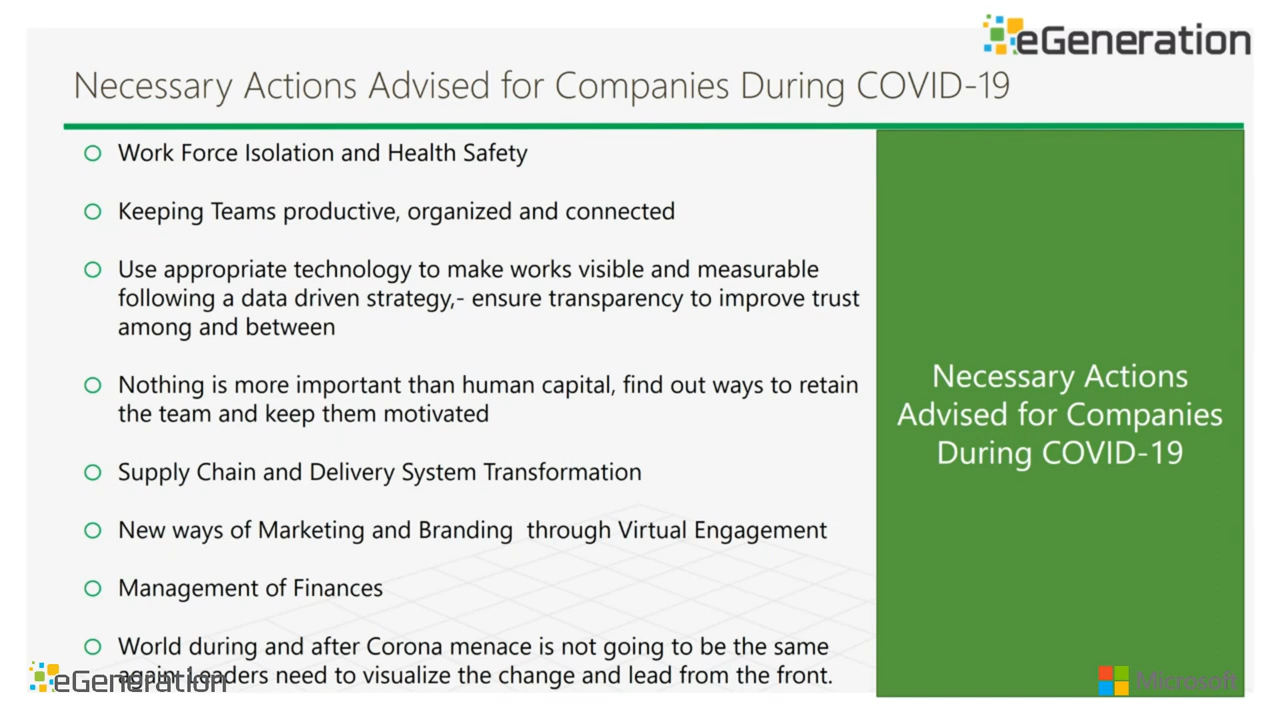 eGeneration
Necessary Actions Advised for Companies During COVID-19
Work Force Isolation and Health Safety
Keeping Teams productive, organized and connected
Use appropriate technology to make works visible and measurable
following a data driven strategy,- ensure transparency to improve trust
among and between
Nothing is more important than human capital, find out ways to retain
the team and keep them motivated
Supply Chain and Delivery System Transformation
New ways of Marketing and Branding through Virtual Engagement
Management of Finances
World during and after Corona menace is not going to be the same
again. Leaders need to visualize the change and lead from the front.
Necessary Actions
Advised for Companies
During COVID-19
eGeneration
Microsoft